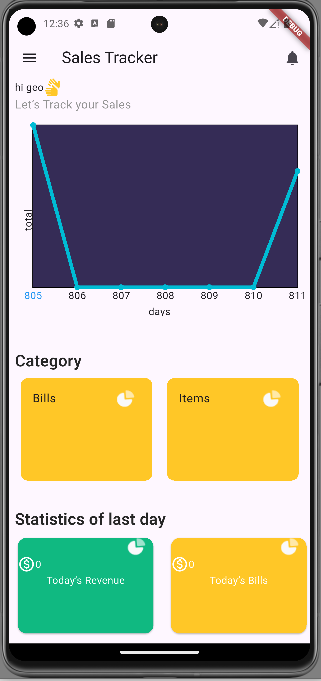 12:36
DEBUG
Sales Tracker
hi geo👋
Let's Track your Sales
total
805 806 807 808 809 810 811
days
Category
Bills Items
Statistics of last day
$0 $0
Today's Revenue Today's Bills